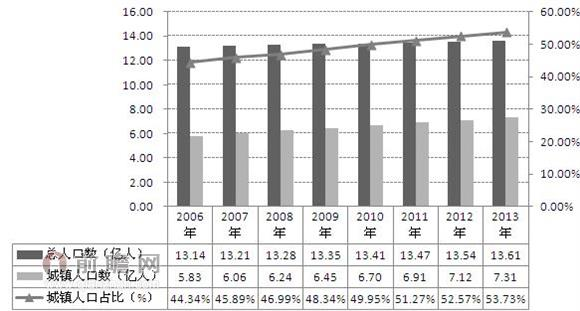 16.00 60.00%
14.00 50.00%
12.00
10.00 40.00%
8.00 30.00%
6.00
4.00 20.00%
2.00 10.00%
0.00 0.00%
2006年 2007年 2008年 2009年 2010年 2011年 2012年 2013年
总人口数（亿人） 13.14 13.21 13.28 13.35 13.41 13.47 13.54 13.61
城镇人口数（亿人） 5.83 6.06 6.24 6.45 6.70 6.91 7.12 7.31
城镇人口占比（%） 44.34% 45.89% 46.99% 48.34% 49.95% 51.27% 52.57% 53.73%
前瞻网